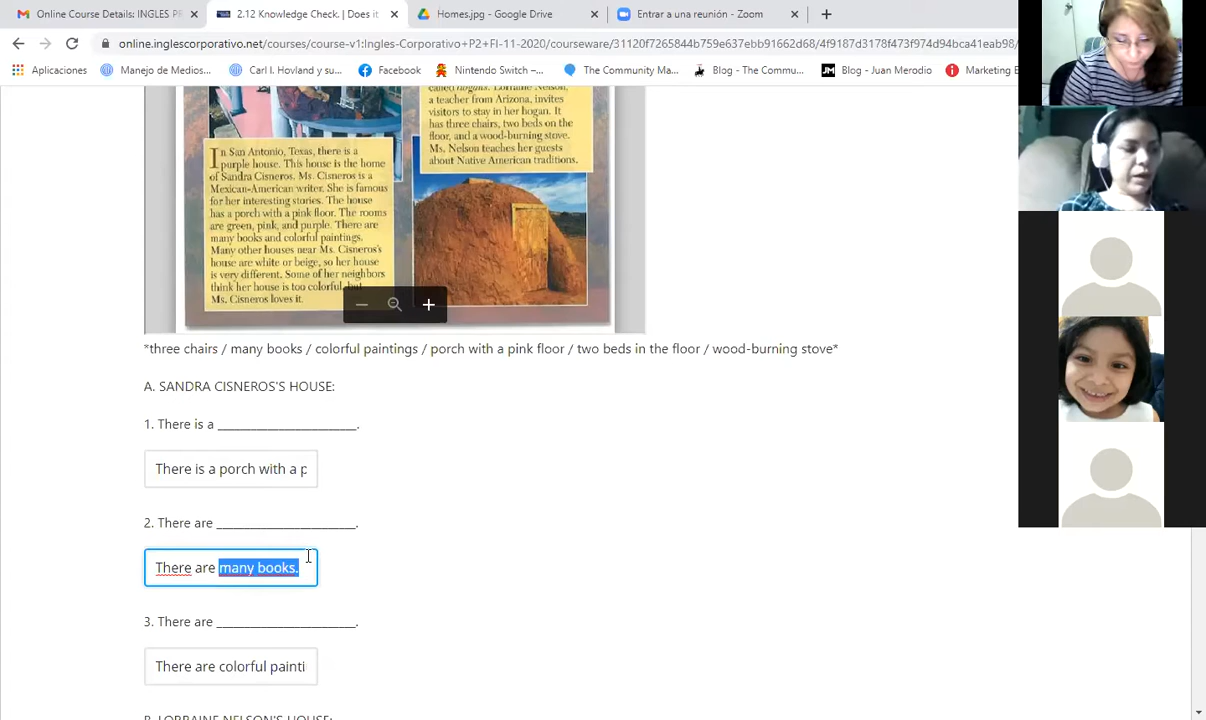 Online Course Details: INGLES PR
2.12 Knowledge Check. | Does it
Homes.jpg - Google Drive
Entrar a una reunión - Zoom
online.inglescorporativo.net/courses/course-v1:Ingles-Corporativo+P2+FI-11-2020/courseware/31120f7265844b759e637ebb91662d68/4f9187d3178f473f974d94bca41eab98/
Aplicaciones
Manejo de Medios...
Carl I. Hovland y su...
Facebook
Nintendo Switch –...
The Community Ma...
Blog - The Commu...
JM
Blog - Juan Merodio
Marketing E
called hogans. Lorraine Nelson,
a teacher from Arizona, invites
visitors to stay in her hogan. It
has three chairs, two beds on the
floor, and a wood-burning stove.
Ms. Nelson teaches her guests
about Native American traditions.
In San Antonio, Texas, there is a
purple house. This house is the home
of Sandra Cisneros. Ms. Cisneros is a
Mexican-American writer. She is famous
for her interesting stories. The house
has a porch with a pink floor. The rooms
are green, pink, and purple. There are
many books and colorful paintings.
Many other houses near Ms. Cisneros's
house are white or beige, so her house
is very different. Some of her neighbors
think her house is too colorful, but
Ms. Cisneros loves it.
*three chairs / many books / colorful paintings / porch with a pink floor / two beds in the floor / wood-burning stove*
A. SANDRA CISNEROS'S HOUSE:
1. There is a ____________________.
There is a porch with a p
2. There are ____________________.
There are many books.
3. There are ____________________.
There are colorful painti
B. LORRAINE NELSON'S HOUSE: